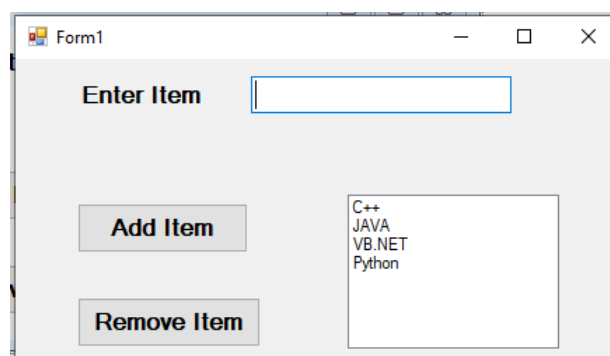 Form1
Enter Item
Add Item
C++
JAVA
VB.NET
Python
Remove Item